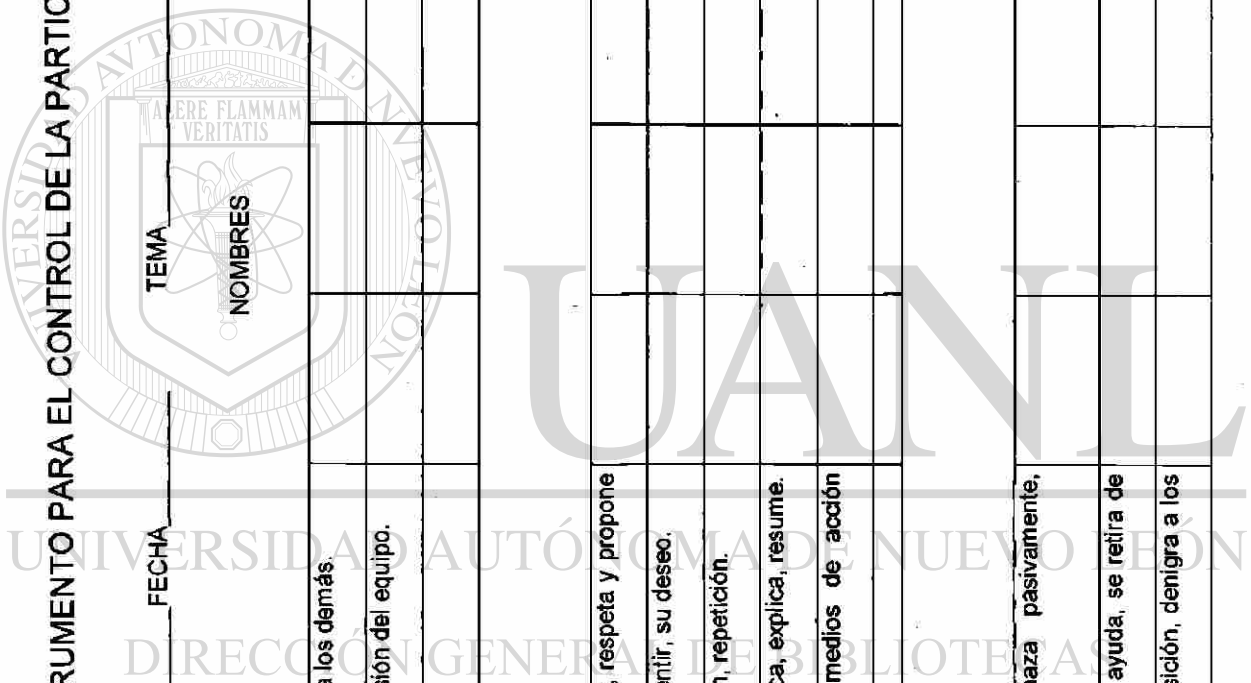 RUMENTO PARA EL CONTROL DE LA PARTIC
FECHA TEMA
NOMBRES
a los demás.
sión del equipo.
, respeta y propone
entir, su deseo.
n, repetición.
ca, explica, resume.
medios de acción
naza pasivamente,
ayuda, se retira de
sición, denigra a los
ALERE FLAMMAM
VERITATIS
UANL
UNIVERSIDAD AUTÓNOMA DE NUEVO LEÓN
DIRECCIÓN GENERAL DE BIBLIOTECAS